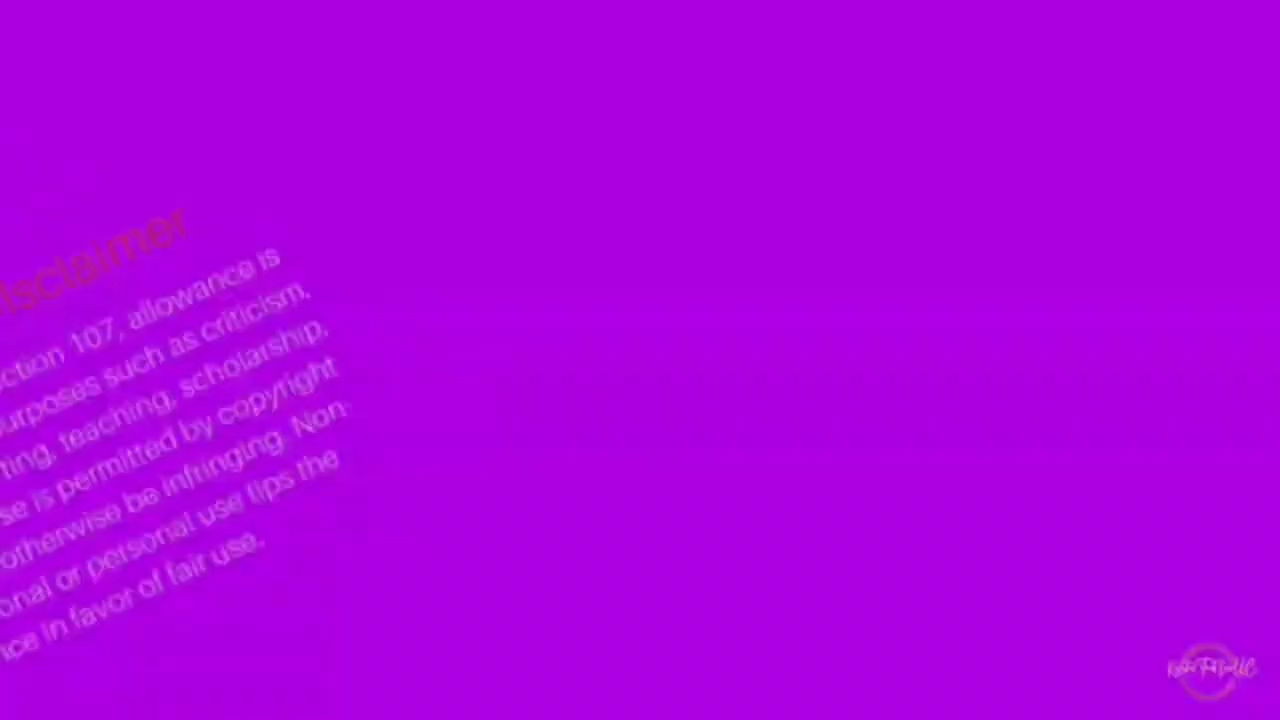 isclaimer
ction 107, allowance is
urposes such as criticism,
ting, teaching, scholarship,
se is permitted by copyright
otherwise be infringing. Non-
onal or personal use tips the
nce in favor of fair use.